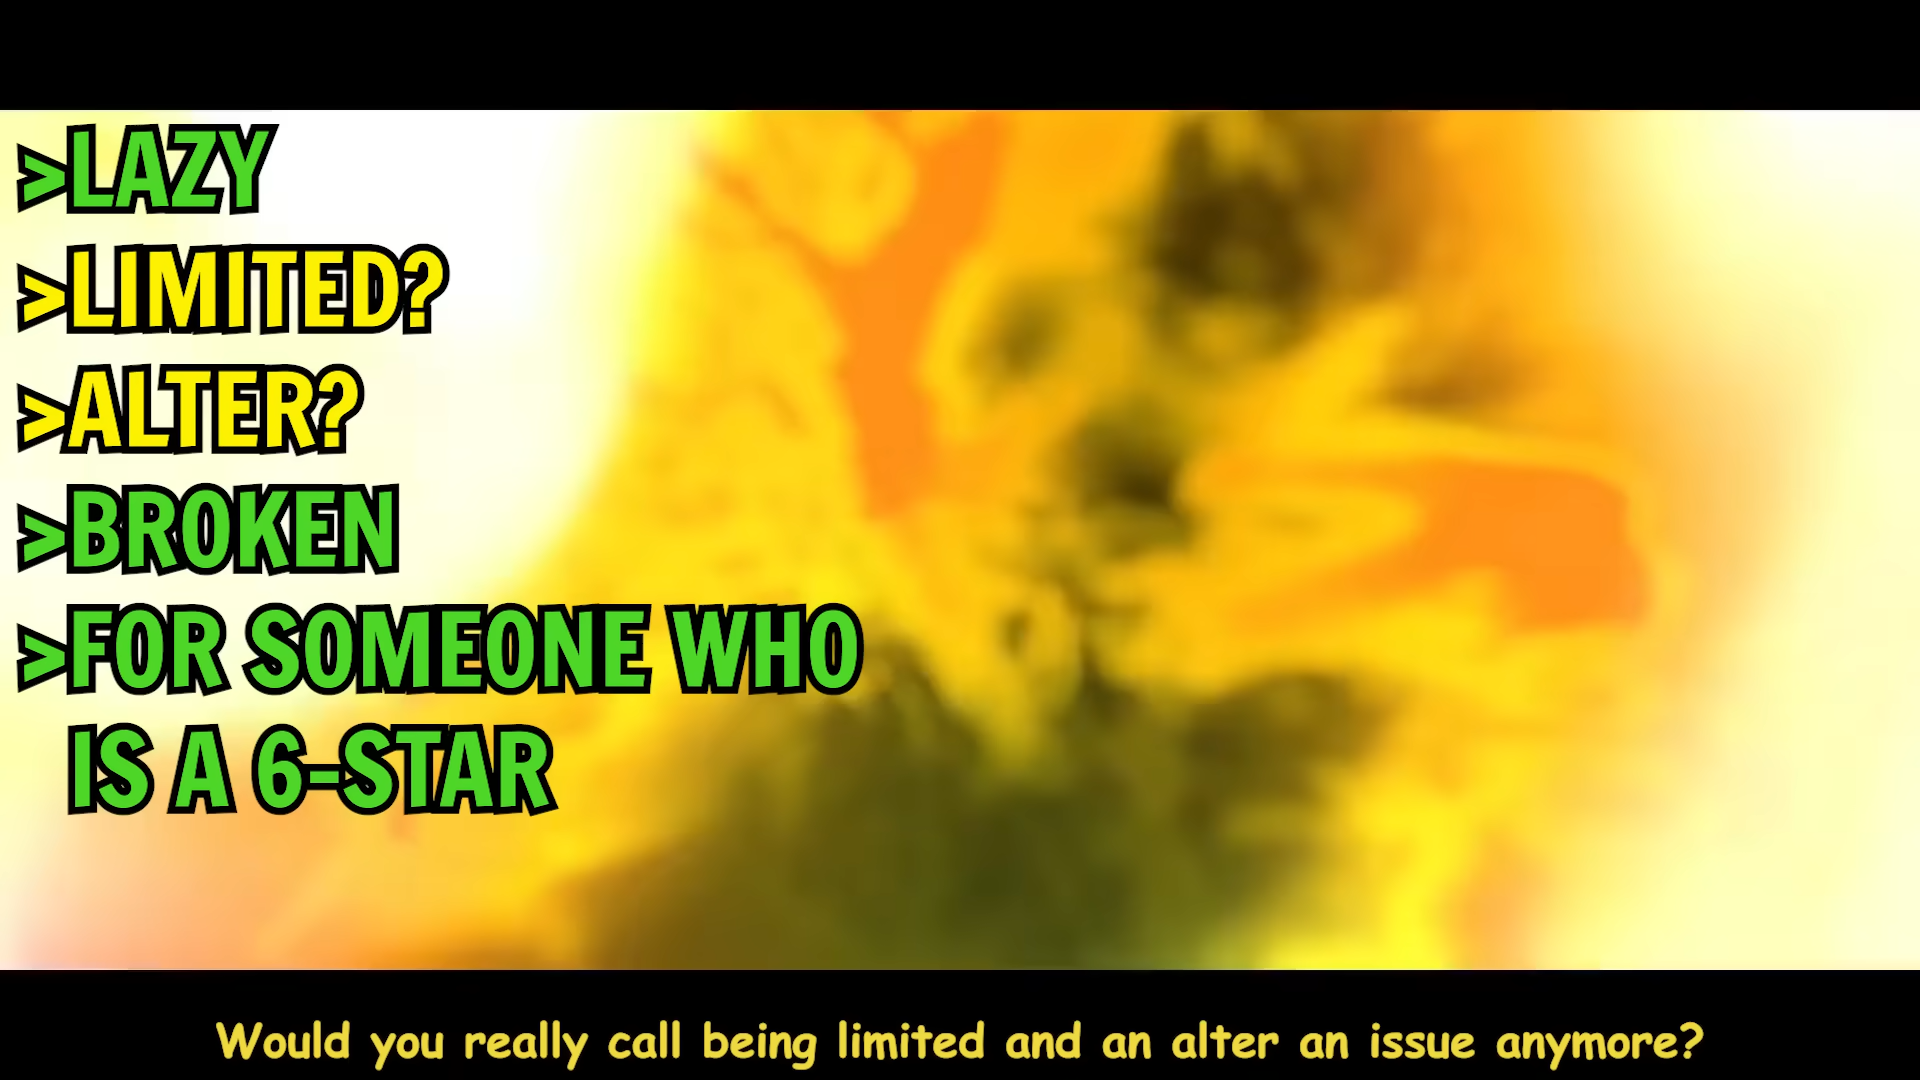 >LAZY
>LIMITED?
>ALTER?
>BROKEN
>FOR SOMEONE WHO
IS A 6-STAR
Would you really call being limited and an alter an issue anymore?